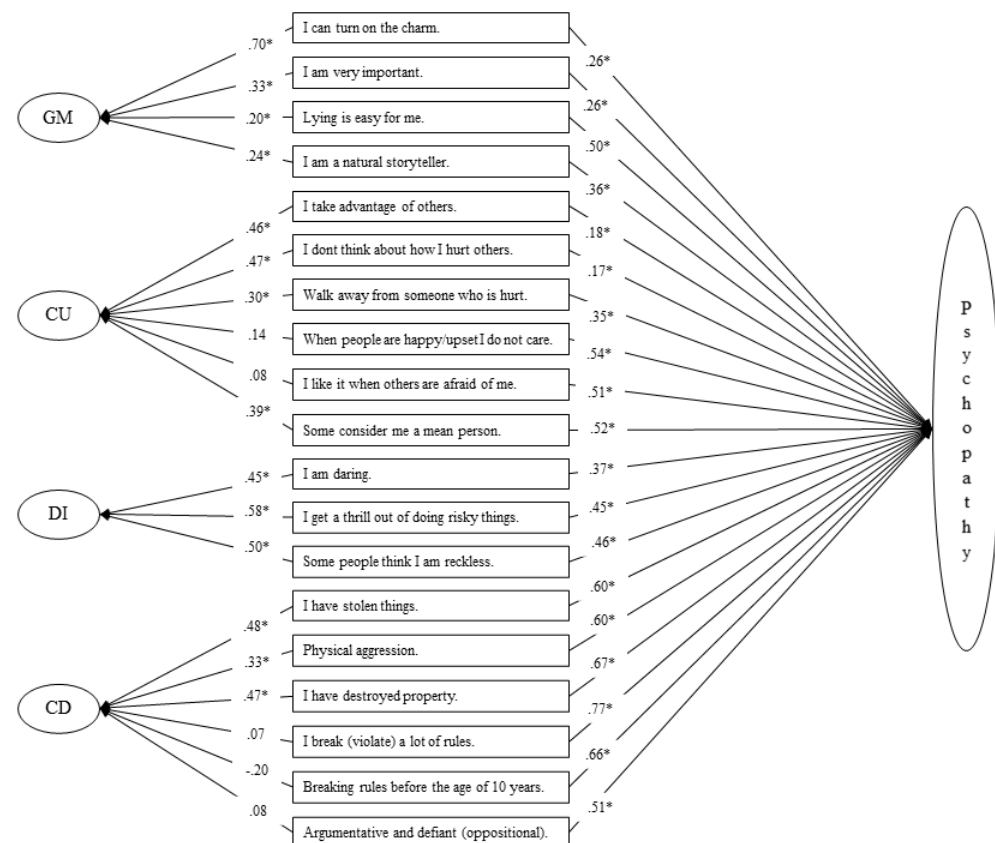 I can turn on the charm.
.70*
.26*
I am very important.
.33*
.26*
GM
Lying is easy for me.
.20*
.50*
I am a natural storyteller.
.24*
.36*
I take advantage of others.
.46*
.18*
I dont think about how I hurt others.
.47*
.17*
Walk away from someone who is hurt.
.30*
.35*
CU
When people are happy/upset I do not care.
.14
.54*
I like it when others are afraid of me.
.08
.51*
Some consider me a mean person.
.39*
.52*
I am daring.
.45*
.37*
DI
I get a thrill out of doing risky things.
.58*
.45*
Some people think I am reckless.
.50*
.46*
I have stolen things.
.48*
.60*
Physical aggression.
.33*
.60*
I have destroyed property.
.47*
.67*
CD
I break (violate) a lot of rules.
.07
.77*
Breaking rules before the age of 10 years.
-.20
.66*
Argumentative and defiant (oppositional).
.08
.51*
Psychopathy